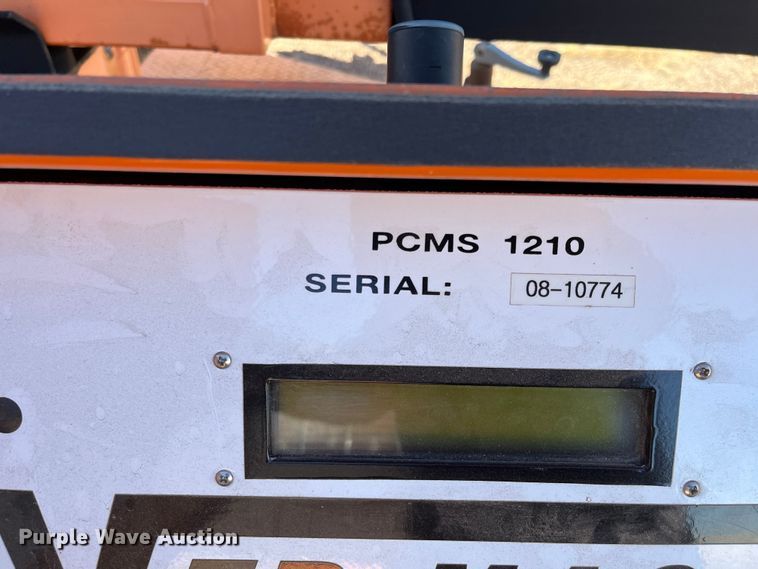 PCMS 1210
SERIAL: 08-10774
Purple Wave Auction